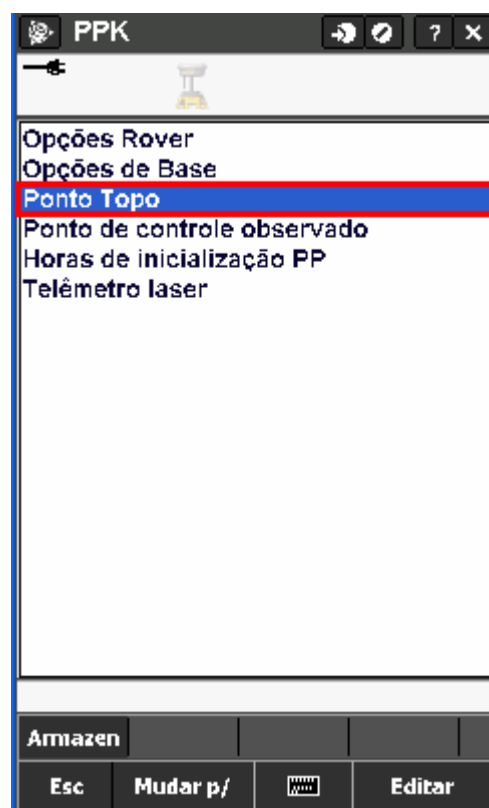 PPK
? X
Opções Rover
Opções de Base
Ponto Topo
Ponto de controle observado
Horas de inicialização PP
Telêmetro laser
Armazen
Esc Mudar p/ Editar